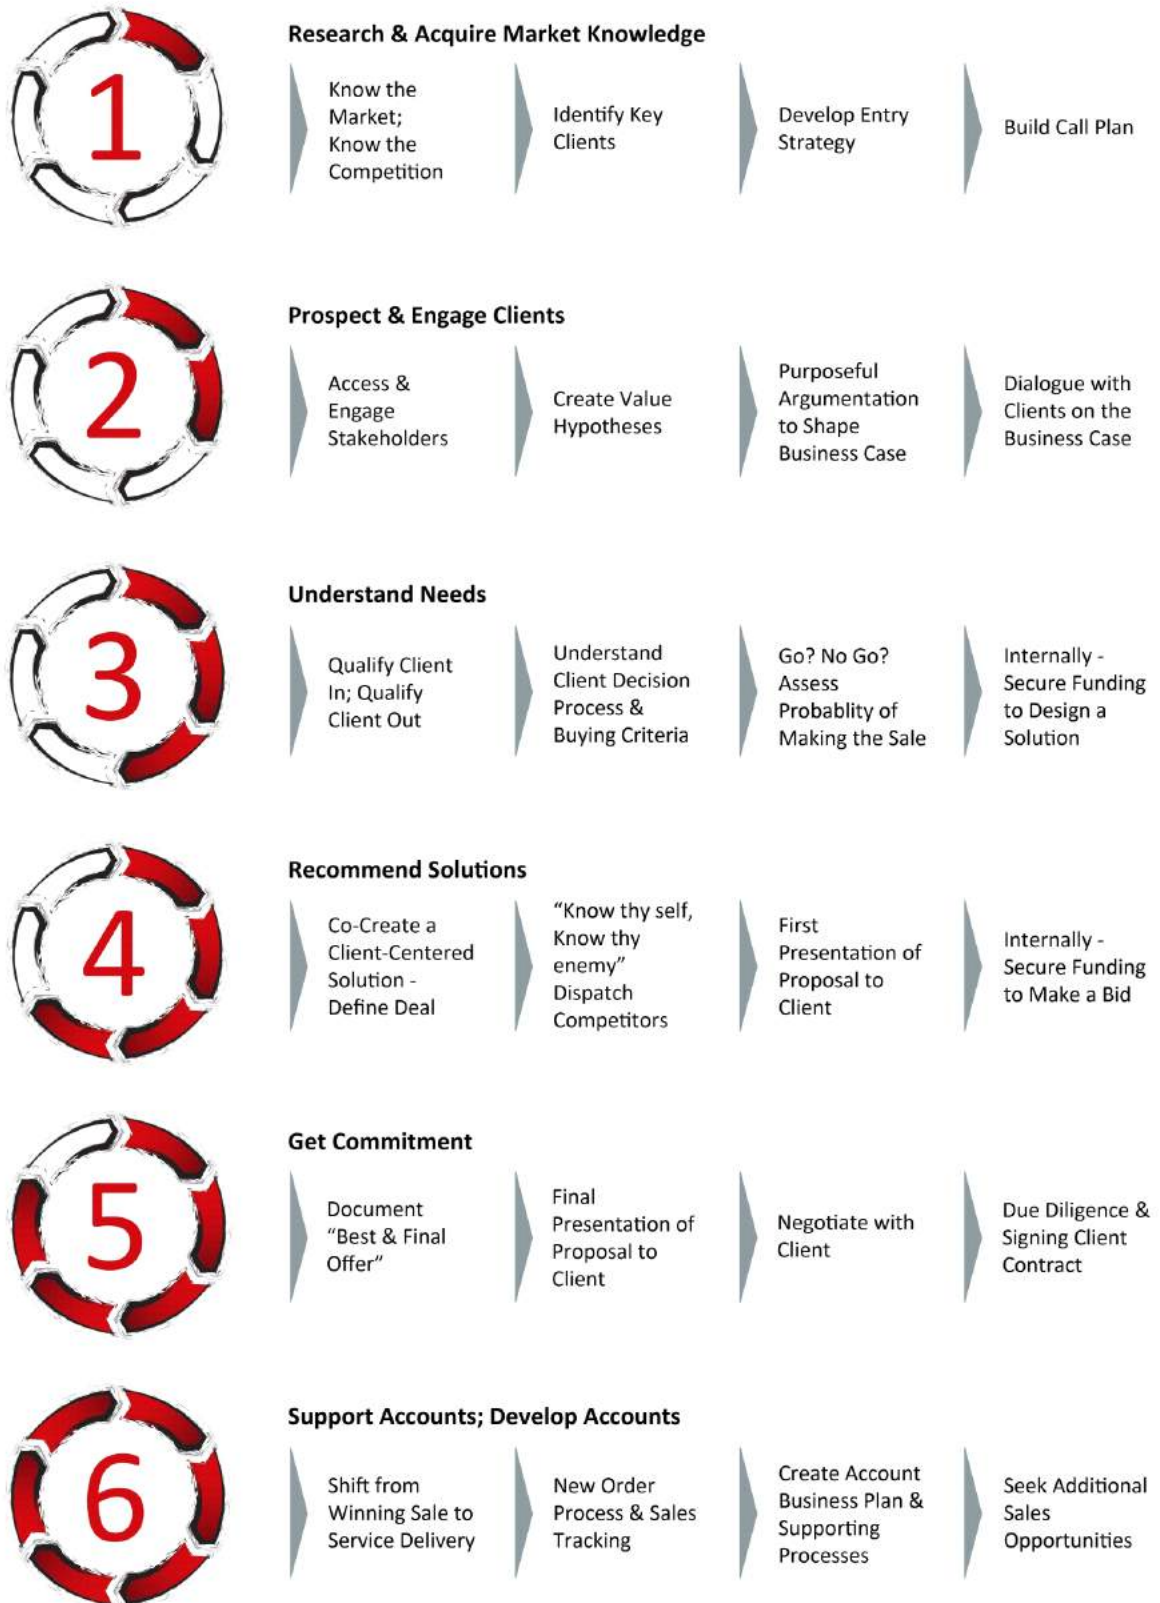 1
Research & Acquire Market Knowledge
Know the
Market;
Know the
Competition
Identify Key
Clients
Develop Entry
Strategy
Build Call Plan
2
Prospect & Engage Clients
Access &
Engage
Stakeholders
Create Value
Hypotheses
Purposeful
Argumentation
to Shape
Business Case
Dialogue with
Clients on the
Business Case
3
Understand Needs
Qualify Client
In; Qualify
Client Out
Understand
Client Decision
Process &
Buying Criteria
Go? No Go?
Assess
Probablity of
Making the Sale
Internally -
Secure Funding
to Design a
Solution
4
Recommend Solutions
Co-Create a
Client-Centered
Solution -
Define Deal
“Know thy self,
Know thy
enemy”
Dispatch
Competitors
First
Presentation of
Proposal to
Client
Internally -
Secure Funding
to Make a Bid
5
Get Commitment
Document
“Best & Final
Offer”
Final
Presentation of
Proposal to
Client
Negotiate with
Client
Due Diligence &
Signing Client
Contract
6
Support Accounts; Develop Accounts
Shift from
Winning Sale to
Service Delivery
New Order
Process & Sales
Tracking
Create Account
Business Plan &
Supporting
Processes
Seek Additional
Sales
Opportunities